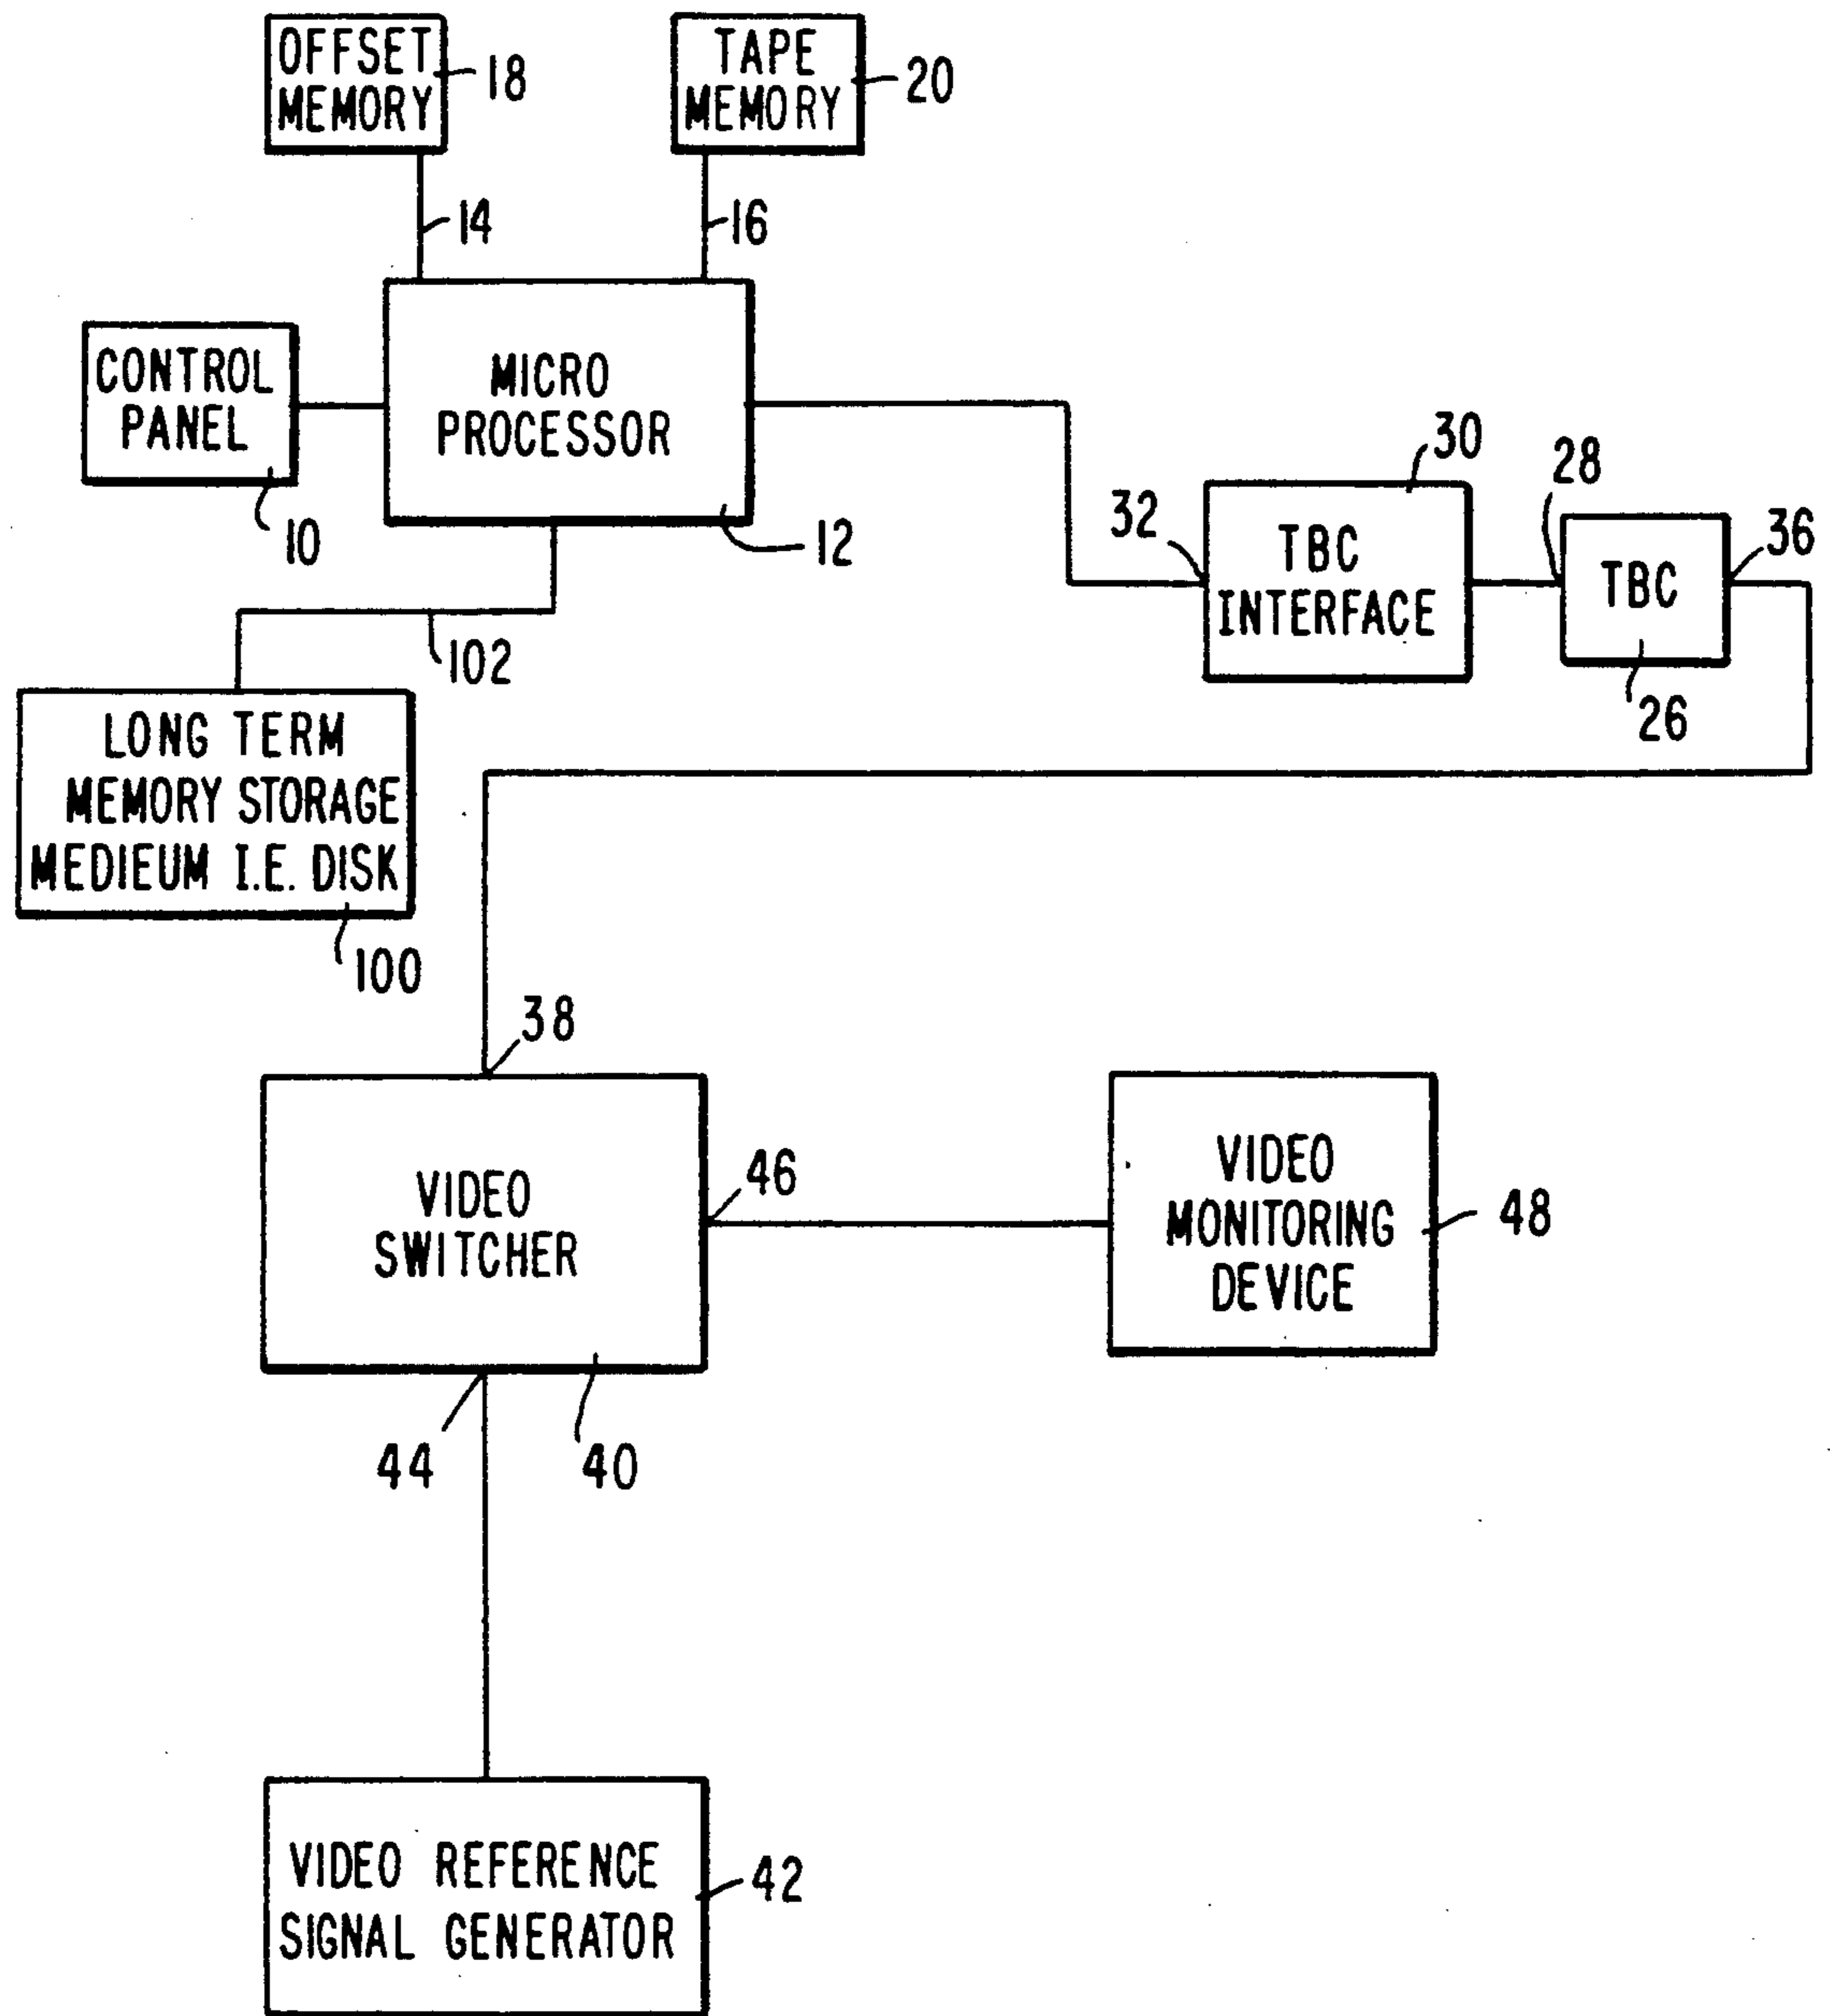 OFFSET
MEMORY
18
TAPE
MEMORY
20
14
16
CONTROL
PANEL
10
MICRO
PROCESSOR
12
30
32
TBC
INTERFACE
28
TBC
36
26
102
LONG TERM
MEMORY STORAGE
MEDIEUM I.E. DISK
100
38
VIDEO
SWITCHER
46
VIDEO
MONITORING
DEVICE
48
44
40
VIDEO REFERENCE
SIGNAL GENERATOR
42